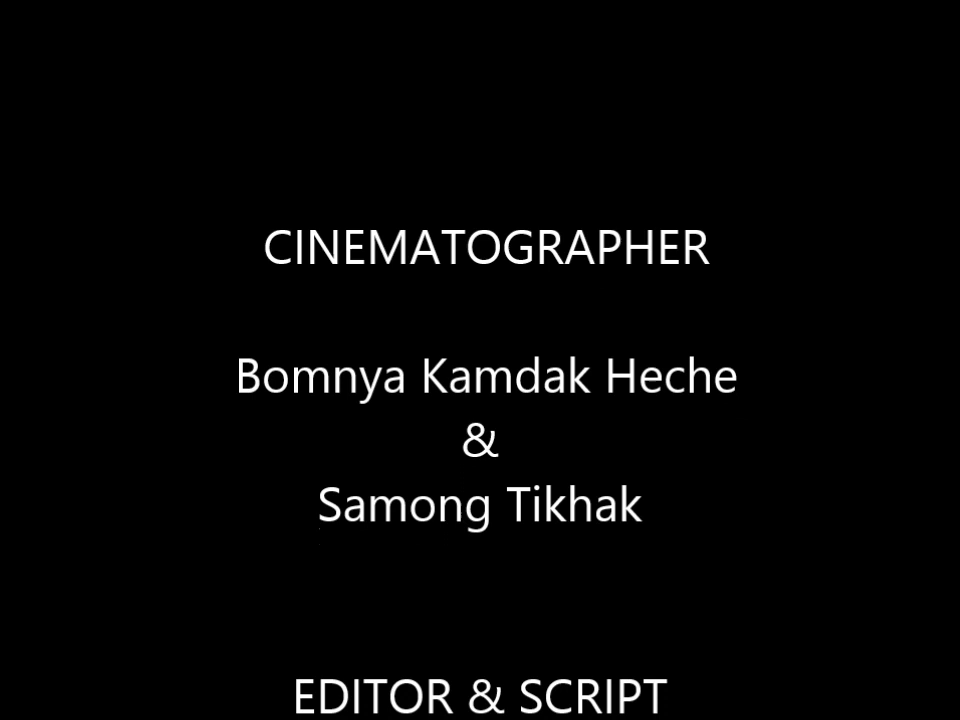 CINEMATOGRAPHER
Bomnya Kamdak Heche
&
Samong Tikhak
EDITOR & SCRIPT